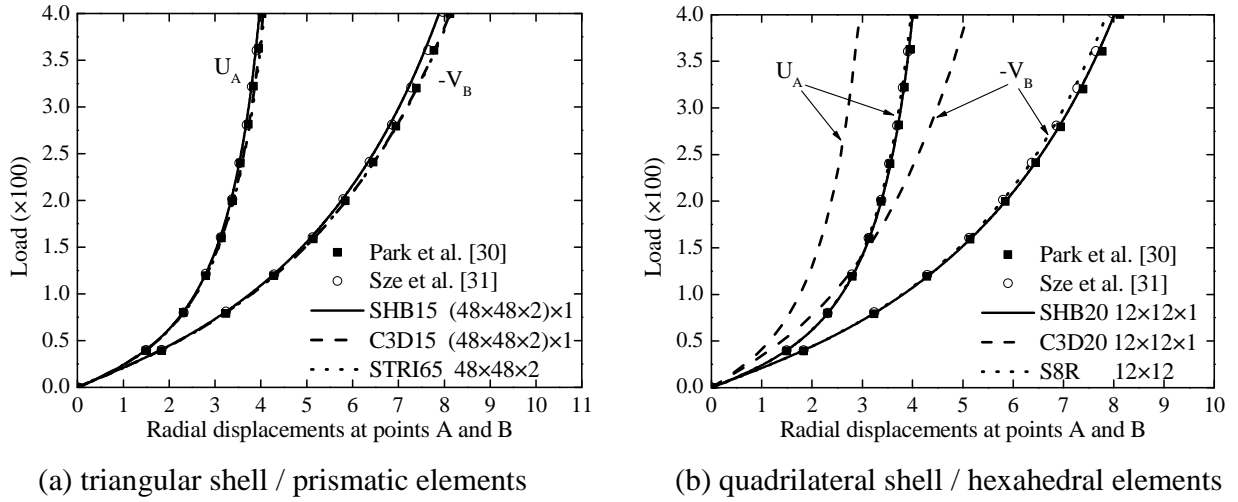 4.0
3.5
3.0
2.5
2.0
1.5
1.0
0.5
0.0
Load (×100)
U_A
-V_B
Park et al. [30]
Sze et al. [31]
SHB15 (48×48×2)×1
C3D15 (48×48×2)×1
STRI65 48×48×2
0 1 2 3 4 5 6 7 8 9 10 11
Radial displacements at points A and B
(a) triangular shell / prismatic elements
4.0
3.5
3.0
2.5
2.0
1.5
1.0
0.5
0.0
Load (×100)
U_A
-V_B
Park et al. [30]
Sze et al. [31]
SHB20 12×12×1
C3D20 12×12×1
S8R 12×12
0 1 2 3 4 5 6 7 8 9 10
Radial displacements at points A and B
(b) quadrilateral shell / hexahedral elements